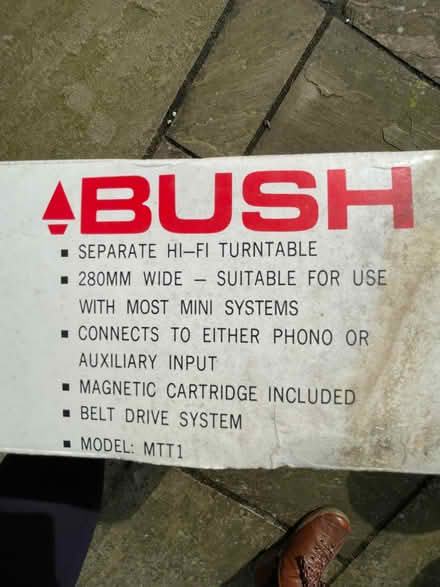 BUSH
▪ SEPARATE HI-FI TURNTABLE
▪ 280MM WIDE – SUITABLE FOR USE
WITH MOST MINI SYSTEMS
▪ CONNECTS TO EITHER PHONO OR
AUXILIARY INPUT
▪ MAGNETIC CARTRIDGE INCLUDED
▪ BELT DRIVE SYSTEM
▪ MODEL: MTT1